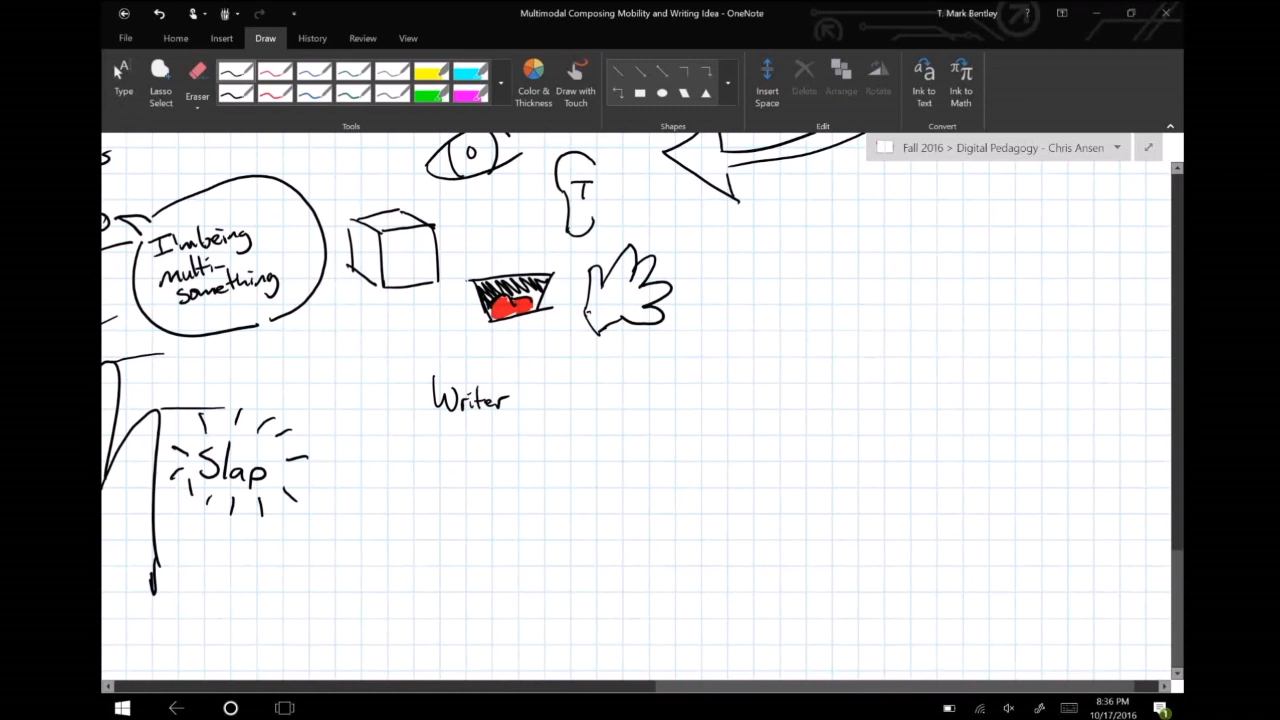 Multimodal Composing Mobility and Writing Idea - OneNote
T. Mark Bentley
?
File
Home
Insert
Draw
History
Review
View
Type
Lasso Select
Eraser
Color & Thickness
Draw with Touch
Insert Space
Delete
Arrange
Rotate
Ink to Text
Ink to Math
Tools
Shapes
Edit
Convert
Fall 2016 > Digital Pedagogy - Chris Ansen
s
I'm being
multi-
something
Writer
Slap
8:36 PM
10/17/2016
1